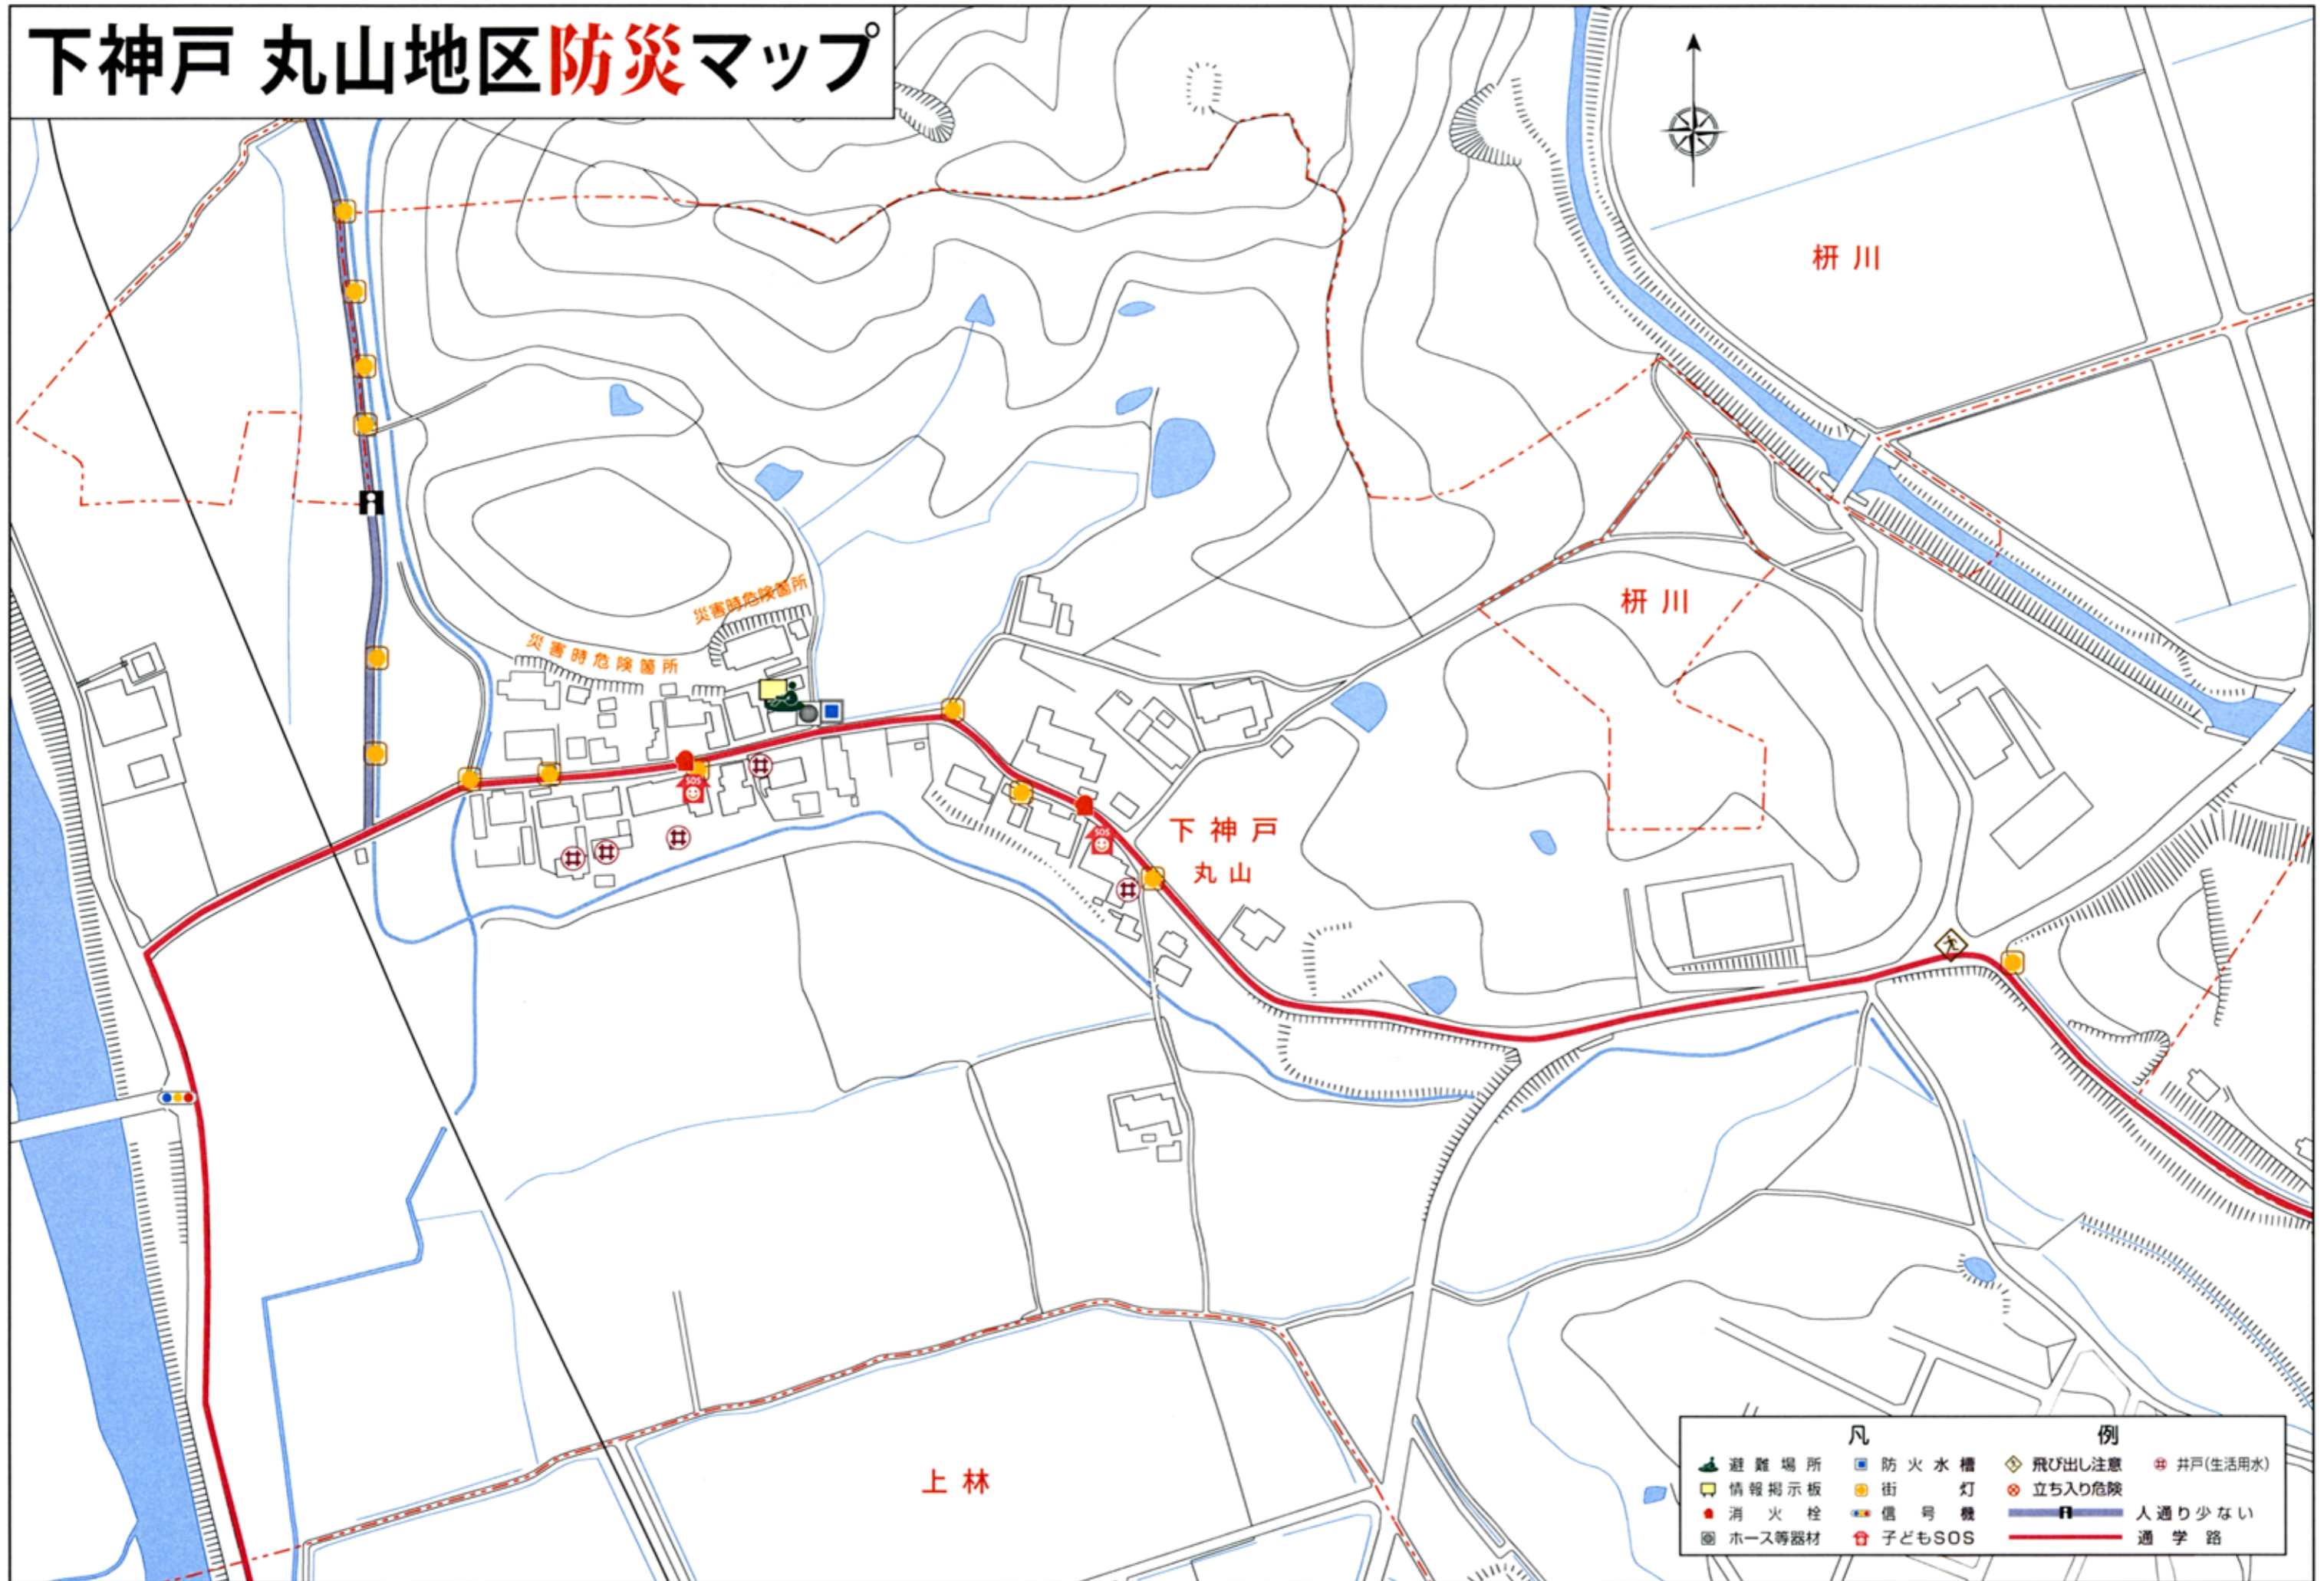 下神戸 丸山地区防災マップ
枡川
災害時危険箇所
枡川
災害時危険箇所
SOS
SOS
下神戸
丸山
上林
凡例
避難場所
防火水槽
飛び出し注意
井戸(生活用水)
情報掲示板
街灯
立ち入り危険
消火栓
信号機
人通り少ない
ホース等器材
子どもSOS
通学路